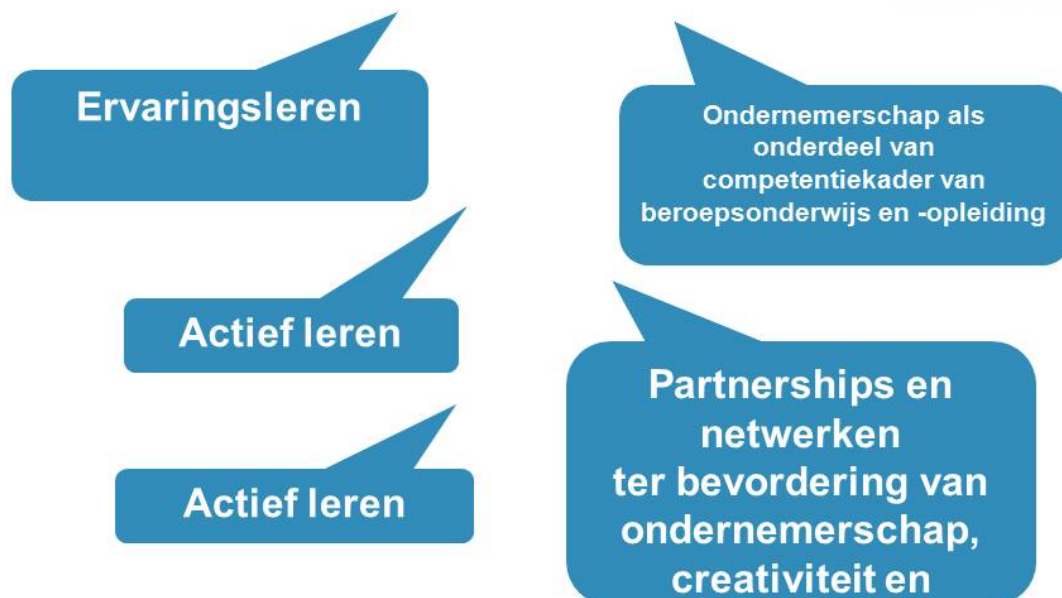 Ervaringsleren
Ondernemerschap als
onderdeel van
competentiekader van
beroepsonderwijs en -opleiding
Actief leren
Partnerships en
netwerken
ter bevordering van
ondernemerschap,
creativiteit en
Actief leren